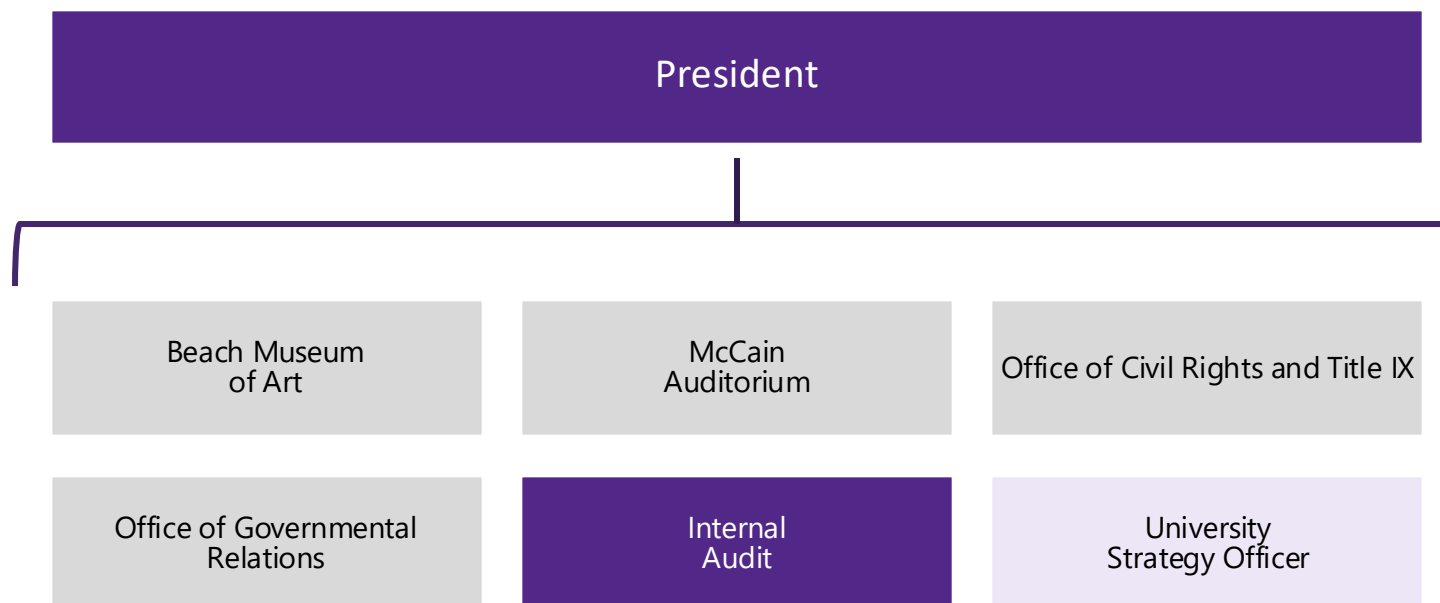 President
Beach Museum
of Art
McCain
Auditorium
Office of Civil Rights and Title IX
Office of Governmental
Relations
Internal
Audit
University
Strategy Officer